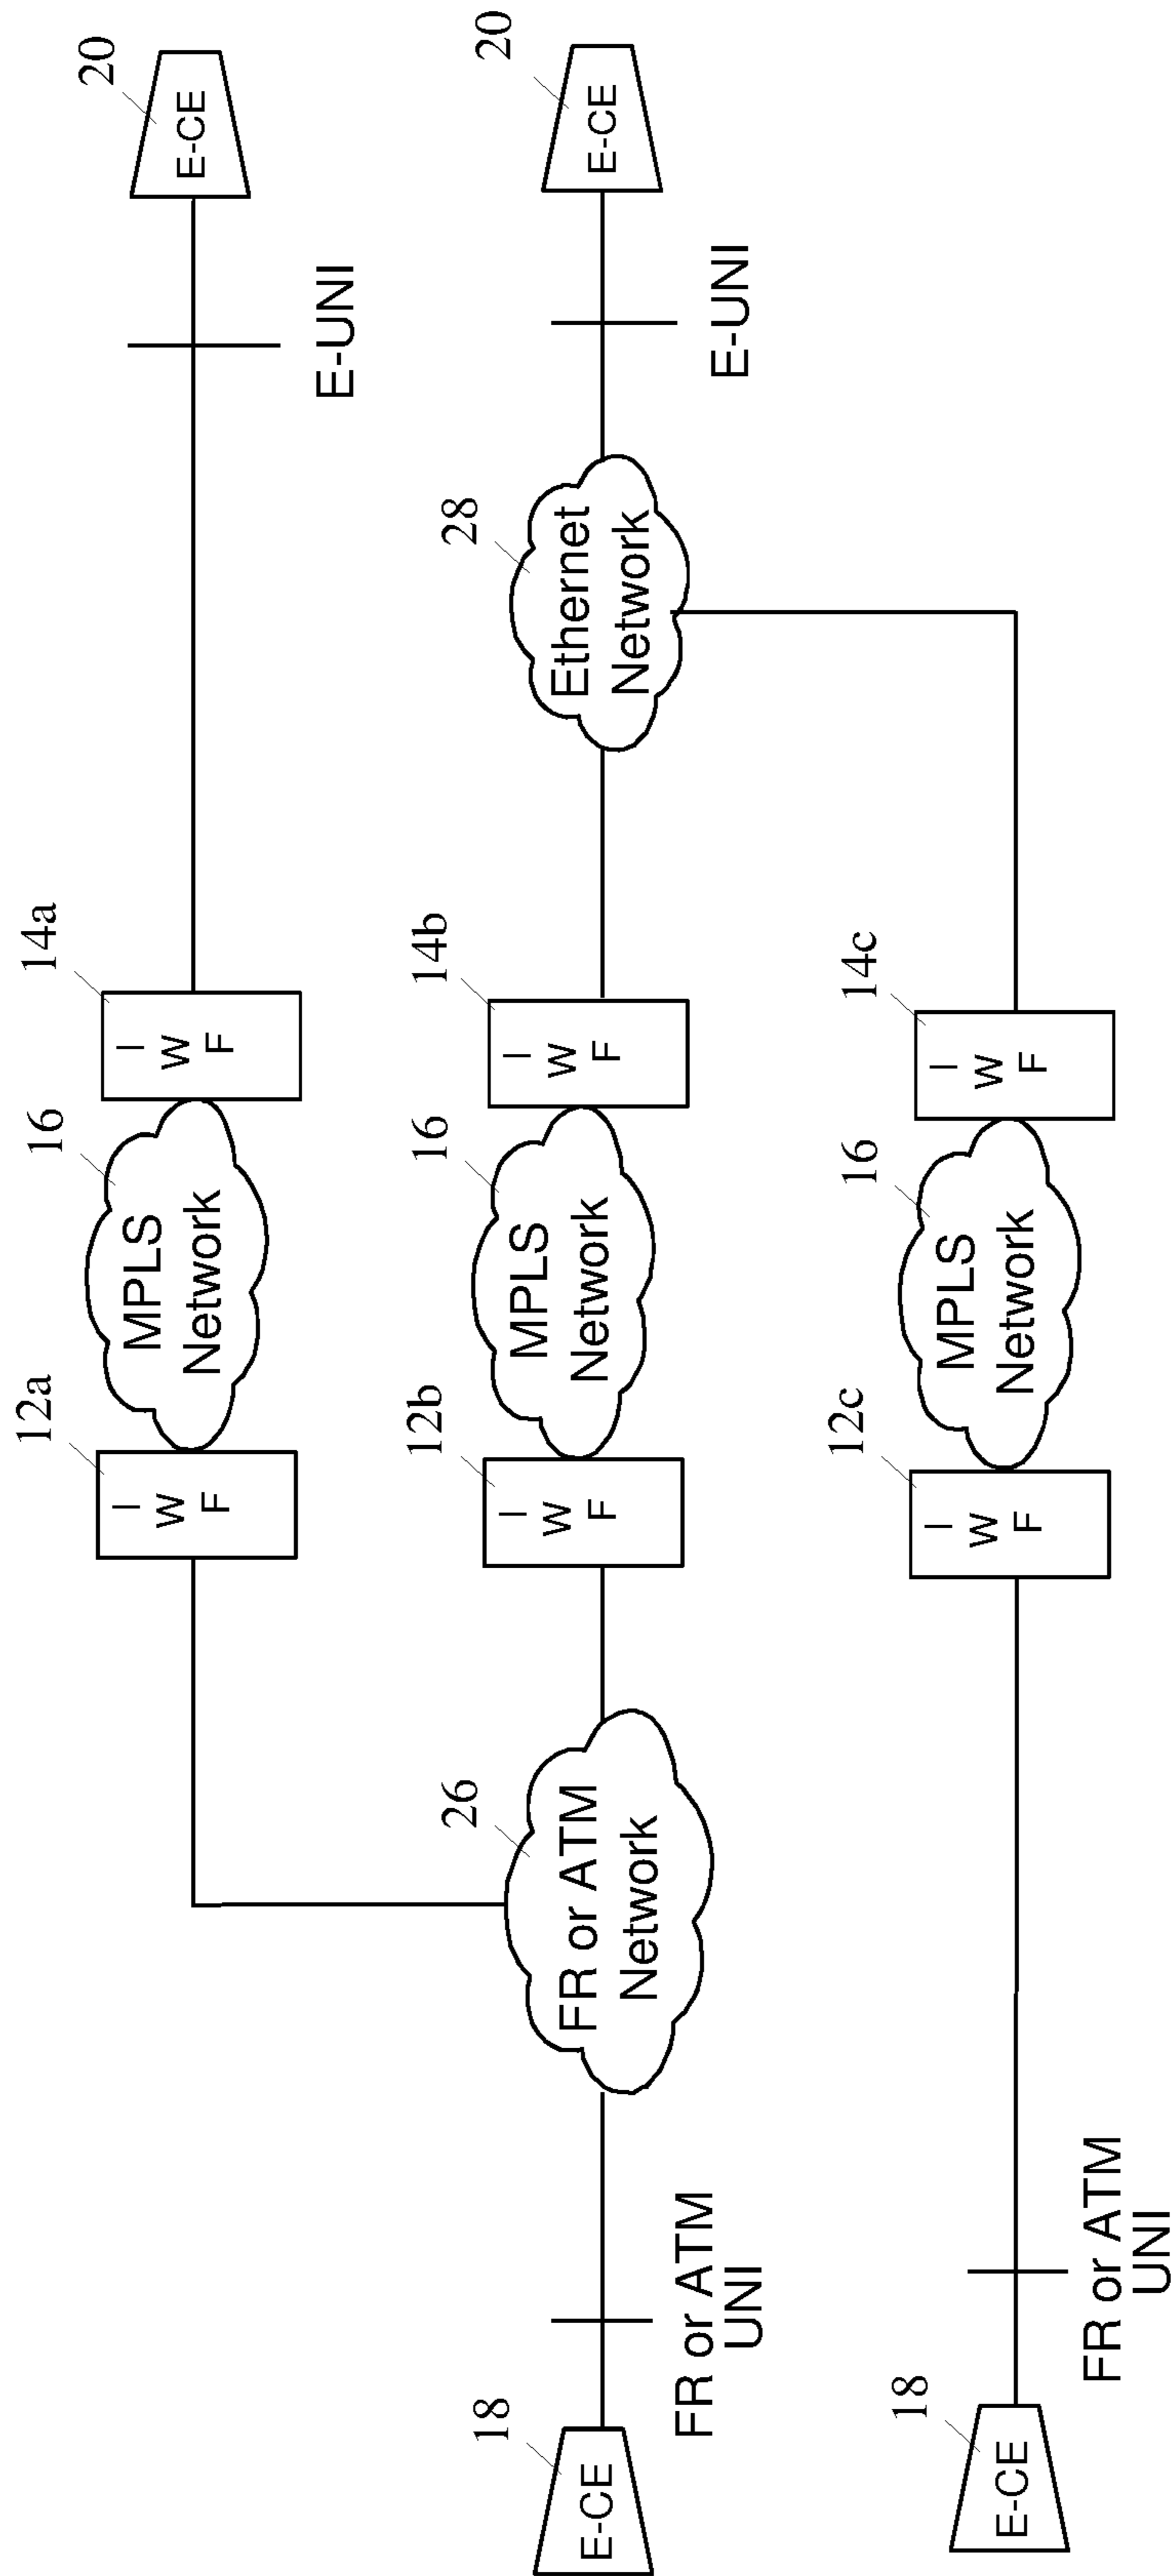 12a
I
W
F
16
MPLS
Network
14a
I
W
F
20
E-CE
E-UNI
18
E-CE
FR or ATM
UNI
26
FR or ATM
Network
12b
I
W
F
16
MPLS
Network
14b
I
W
F
28
Ethernet
Network
E-UNI
20
E-CE
18
E-CE
FR or ATM
UNI
12c
I
W
F
16
MPLS
Network
14c
I
W
F